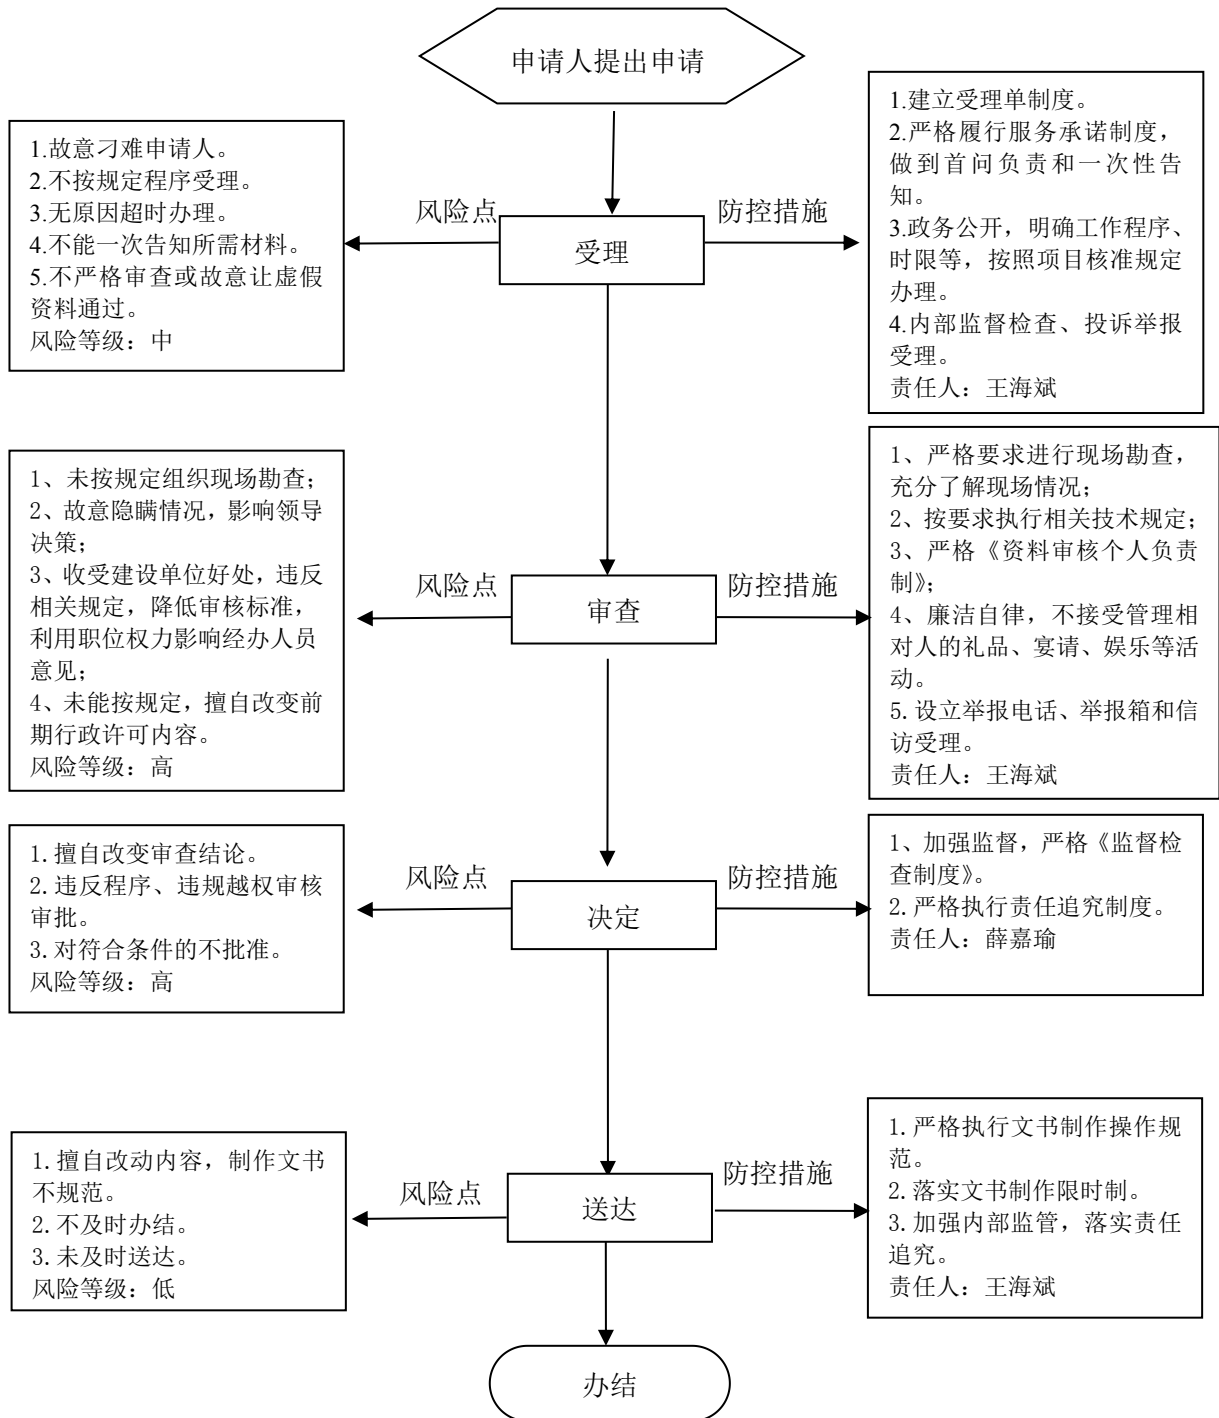 申请人提出申请
1.故意刁难申请人。
2.不按规定程序受理。
3.无原因超时办理。
4.不能一次告知所需材料。
5.不严格审查或故意让虚假
资料通过。
风险等级：中
风险点
受理
防控措施
1.建立受理单制度。
2.严格履行服务承诺制度，
做到首问负责和一次性告
知。
3.政务公开，明确工作程序、
时限等，按照项目核准规定
办理。
4.内部监督检查、投诉举报
受理。
责任人：王海斌
1、未按规定组织现场勘查；
2、故意隐瞒情况，影响领导
决策；
3、收受建设单位好处，违反
相关规定，降低审核标准，
利用职位权力影响经办人员
意见；
4、未能按规定，擅自改变前
期行政许可内容。
风险等级：高
风险点
审查
防控措施
1、严格要求进行现场勘查，
充分了解现场情况；
2、按要求执行相关技术规定；
3、严格《资料审核个人负责
制》；
4、廉洁自律，不接受管理相
对人的礼品、宴请、娱乐等活
动。
5.设立举报电话、举报箱和信
访受理。
责任人：王海斌
1.擅自改变审查结论。
2.违反程序、违规越权审核
审批。
3.对符合条件的不批准。
风险等级：高
风险点
决定
防控措施
1、加强监督，严格《监督检
查制度》。
2.严格执行责任追究制度。
责任人：薛嘉瑜
1.擅自改动内容，制作文书
不规范。
2.不及时办结。
3.未及时送达。
风险等级：低
风险点
送达
防控措施
1.严格执行文书制作操作规
范。
2.落实文书制作限时制。
3.加强内部监管，落实责任
追究。
责任人：王海斌
办结